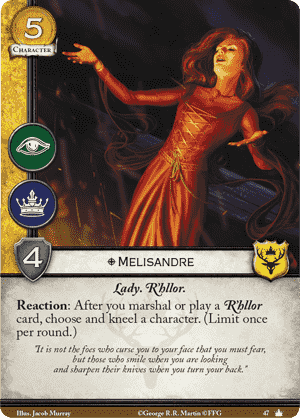 5
CHARACTER
4
Melisandre
Lady. R'hllor.
Reaction: After you marshal or play a R'hllor
card, choose and kneel a character. (Limit once
per round.)
"It is not the foes who curse you to your face that you must fear,
but those who smile when you are looking
and sharpen their knives when you turn your back."
Illus. Jacob Murray
©George R. R. Martin ©FFG
47